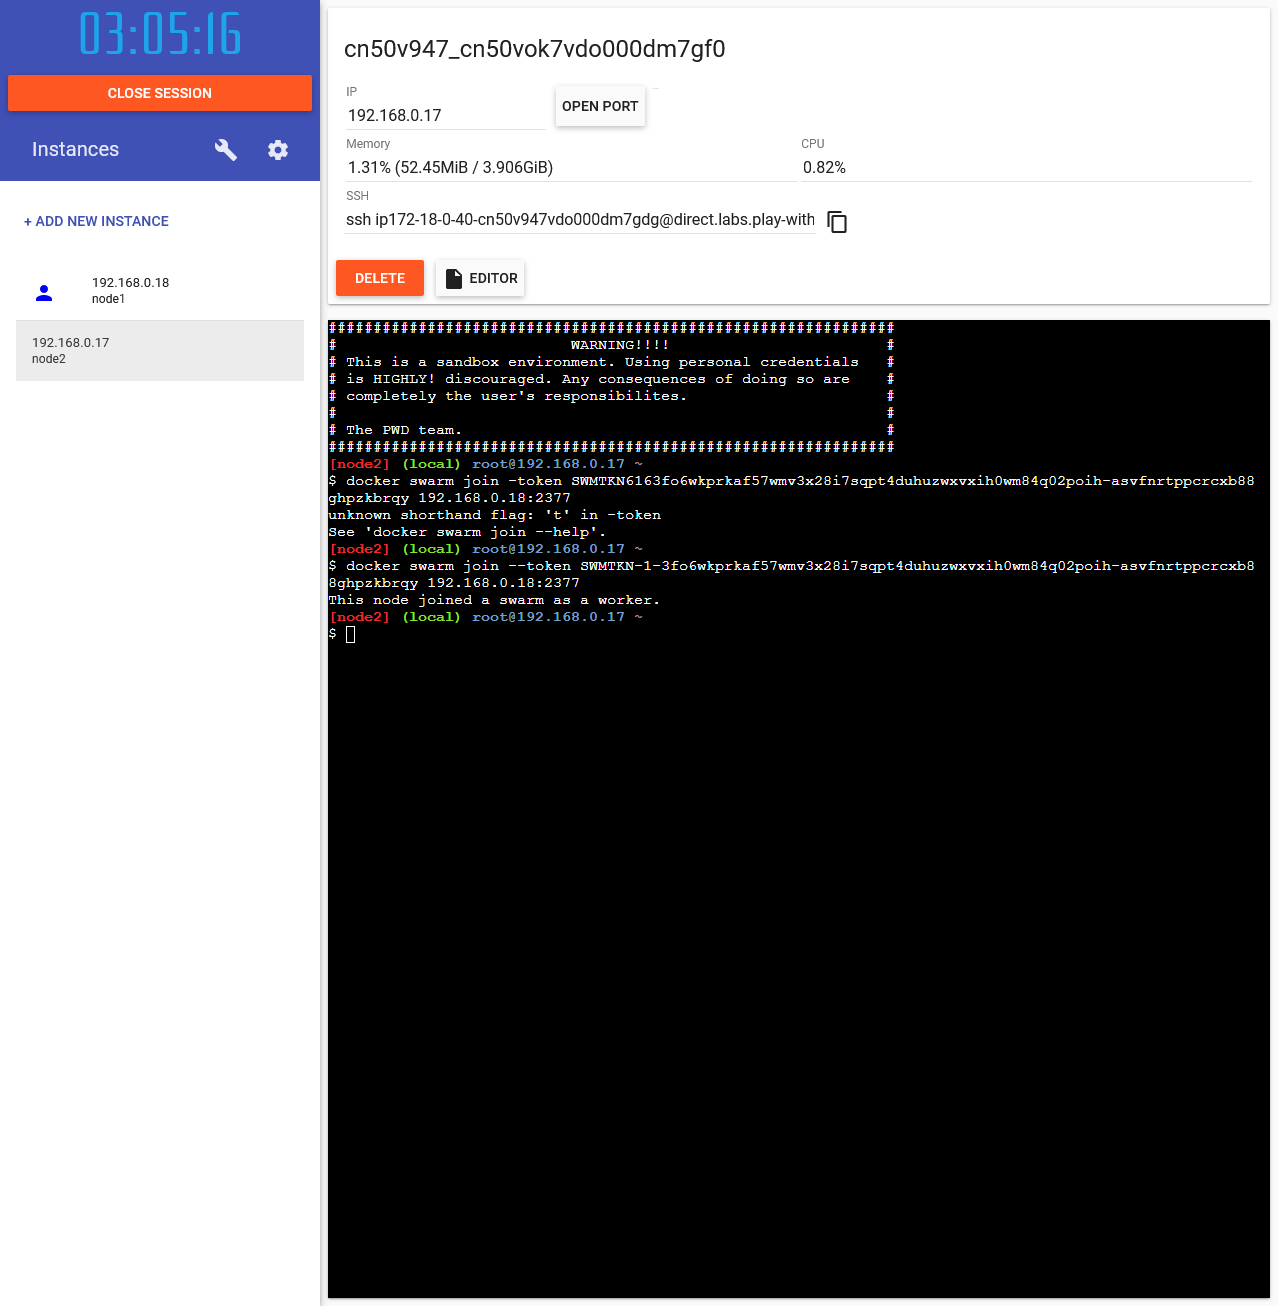 03:05:16
CLOSE SESSION
Instances
+ ADD NEW INSTANCE
192.168.0.18
node1
192.168.0.17
node2
cn50v947_cn50vok7vdo000dm7gf0
IP
192.168.0.17
OPEN PORT
Memory
1.31% (52.45MiB / 3.906GiB)
CPU
0.82%
SSH
ssh ip172-18-0-40-cn50v947vdo000dm7gdg@direct.labs.play-with
DELETE
EDITOR
###############################################################
#                          WARNING!!!!                        #
# This is a sandbox environment. Using personal credentials   #
# is HIGHLY! discouraged. Any consequences of doing so are    #
# completely the user's responsibilites.                      #
#                                                             #
# The PWD team.                                               #
###############################################################
[node2] (local) root@192.168.0.17 ~
$ docker swarm join -token SWMTKN6163fo6wkprkaf57wmv3x28i7sqpt4duhuzwxvxih0wm84q02poih-asvfnrtppcrcxb88
ghpzkbrqy 192.168.0.18:2377
unknown shorthand flag: 't' in -token
See 'docker swarm join --help'.
[node2] (local) root@192.168.0.17 ~
$ docker swarm join --token SWMTKN-1-3fo6wkprkaf57wmv3x28i7sqpt4duhuzwxvxih0wm84q02poih-asvfnrtppcrcxb8
8ghpzkbrqy 192.168.0.18:2377
This node joined a swarm as a worker.
[node2] (local) root@192.168.0.17 ~
$